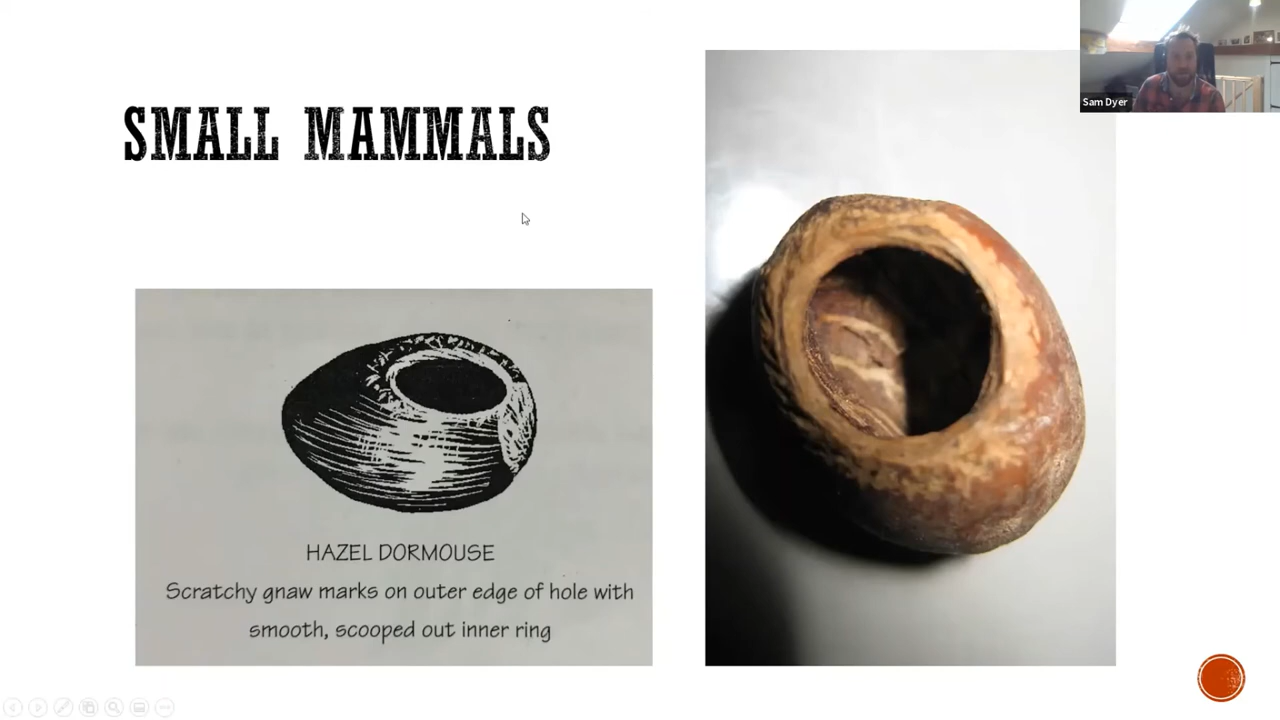 SMALL MAMMALS
Sam Dyer
HAZEL DORMOUSE
Scratchy gnaw marks on outer edge of hole with
smooth, scooped out inner ring